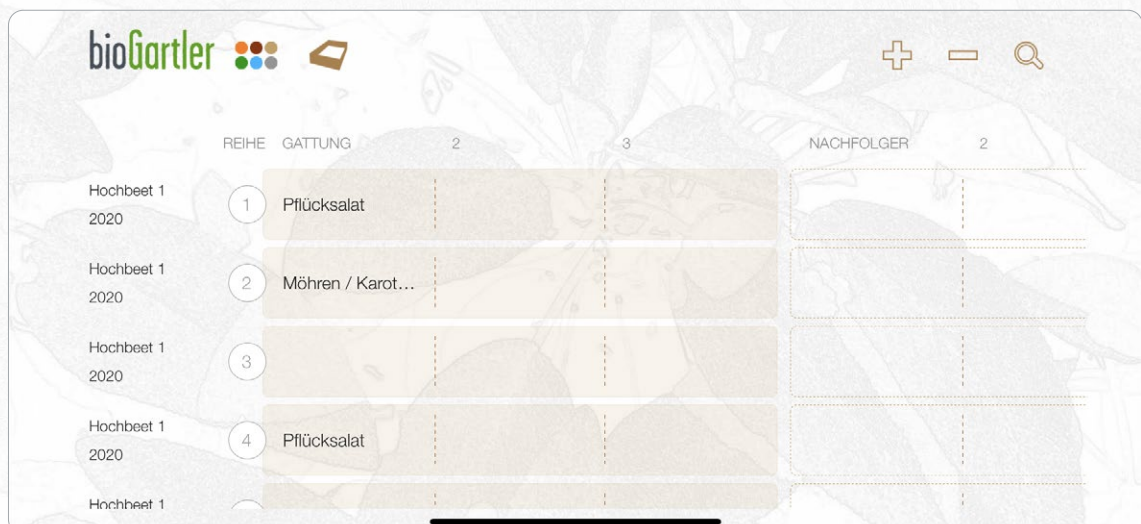 bioGartler
REIHE GATTUNG 2 3 NACHFOLGER 2
Hochbeet 1
2020
1 Pflücksalat
Hochbeet 1
2020
2 Möhren / Karot...
Hochbeet 1
2020
3
Hochbeet 1
2020
4 Pflücksalat
Hochbeet 1